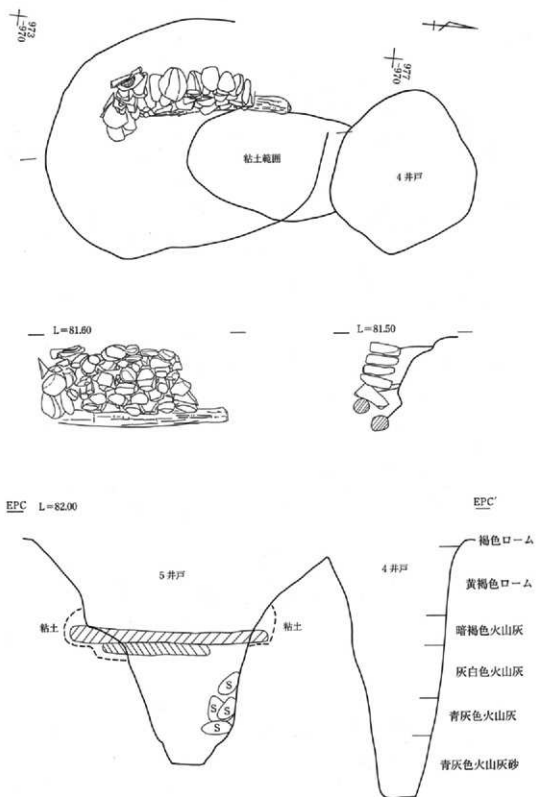 973
-970
977
-970
粘土範囲
4井戸
L=81.60
L=81.50
EPC L=82.00
EPC'
5井戸
4井戸
褐色ローム
黄褐色ローム
粘土
粘土
暗褐色火山灰
灰白色火山灰
S
S
S
S
青灰色火山灰
青灰色火山灰砂